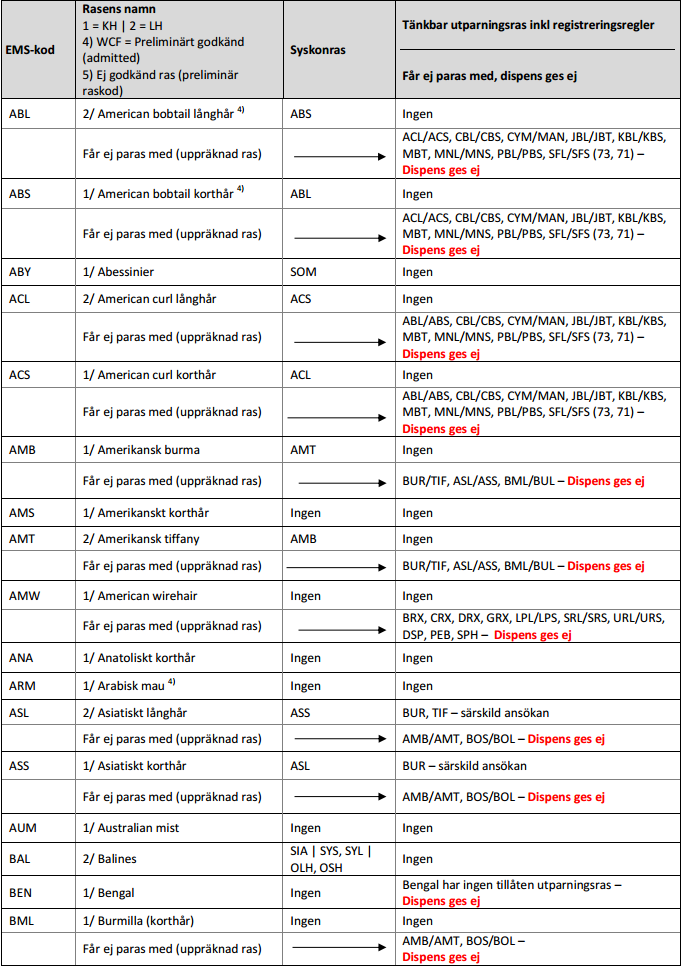 EMS-kod
Rasens namn
1 = KH | 2 = LH
4) WCF = Preliminärt godkänd
(admitted)
5) Ej godkänd ras (preliminär
raskod)
Syskonras
Tänkbar utparningsras inkl registreringsregler
Får ej paras med, dispens ges ej
ABL 2/ American bobtail långhår 4) ABS Ingen
Får ej paras med (uppräknad ras) ACL/ACS, CBL/CBS, CYM/MAN, JBL/JBT, KBL/KBS,
MBT, MNL/MNS, PBL/PBS, SFL/SFS (73, 71) –
Dispens ges ej
ABS 1/ American bobtail korthår 4) ABL Ingen
Får ej paras med (uppräknad ras) ACL/ACS, CBL/CBS, CYM/MAN, JBL/JBT, KBL/KBS,
MBT, MNL/MNS, PBL/PBS, SFL/SFS (73, 71) –
Dispens ges ej
ABY 1/ Abessinier SOM Ingen
ACL 2/ American curl långhår ACS Ingen
Får ej paras med (uppräknad ras) ABL/ABS, CBL/CBS, CYM/MAN, JBL/JBT, KBL/KBS,
MBT, MNL/MNS, PBL/PBS, SFL/SFS (73, 71) –
Dispens ges ej
ACS 1/ American curl korthår ACL Ingen
Får ej paras med (uppräknad ras) ABL/ABS, CBL/CBS, CYM/MAN, JBL/JBT, KBL/KBS,
MBT, MNL/MNS, PBL/PBS, SFL/SFS (73, 71) –
Dispens ges ej
AMB 1/ Amerikansk burma AMT Ingen
Får ej paras med (uppräknad ras) BUR/TIF, ASL/ASS, BML/BUL – Dispens ges ej
AMS 1/ Amerikanskt korthår Ingen Ingen
AMT 2/ Amerikansk tiffany AMB Ingen
Får ej paras med (uppräknad ras) BUR/TIF, ASL/ASS, BML/BUL – Dispens ges ej
AMW 1/ American wirehair Ingen Ingen
Får ej paras med (uppräknad ras) BRX, CRX, DRX, GRX, LPL/LPS, SRL/SRS, URL/URS,
DSP, PEB, SPH – Dispens ges ej
ANA 1/ Anatoliskt korthår Ingen Ingen
ARM 1/ Arabisk mau 4) Ingen Ingen
ASL 2/ Asiatiskt långhår ASS BUR, TIF – särskild ansökan
Får ej paras med (uppräknad ras) AMB/AMT, BOS/BOL – Dispens ges ej
ASS 1/ Asiatiskt korthår ASL BUR – särskild ansökan
Får ej paras med (uppräknad ras) AMB/AMT, BOS/BOL – Dispens ges ej
AUM 1/ Australian mist Ingen Ingen
BAL 2/ Balines SIA | SYS, SYL |
OLH, OSH Ingen
BEN 1/ Bengal Ingen Bengal har ingen tillåten utparningsras –
Dispens ges ej
BML 1/ Burmilla (korthår) Ingen Ingen
Får ej paras med (uppräknad ras) AMB/AMT, BOS/BOL –
Dispens ges ej